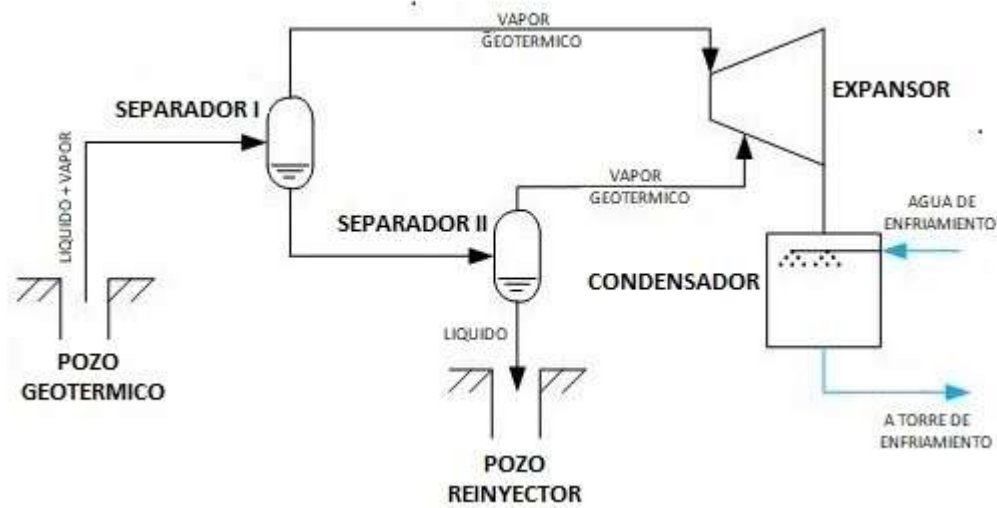 VAPOR
GEOTERMICO
SEPARADOR I
EXPANSOR
LIQUIDO + VAPOR
VAPOR
GEOTERMICO
AGUA DE
ENFRIAMIENTO
SEPARADOR II
CONDENSADOR
LIQUIDO
POZO
GEOTERMICO
A TORRE DE
ENFRIAMIENTO
POZO
REINYECTOR